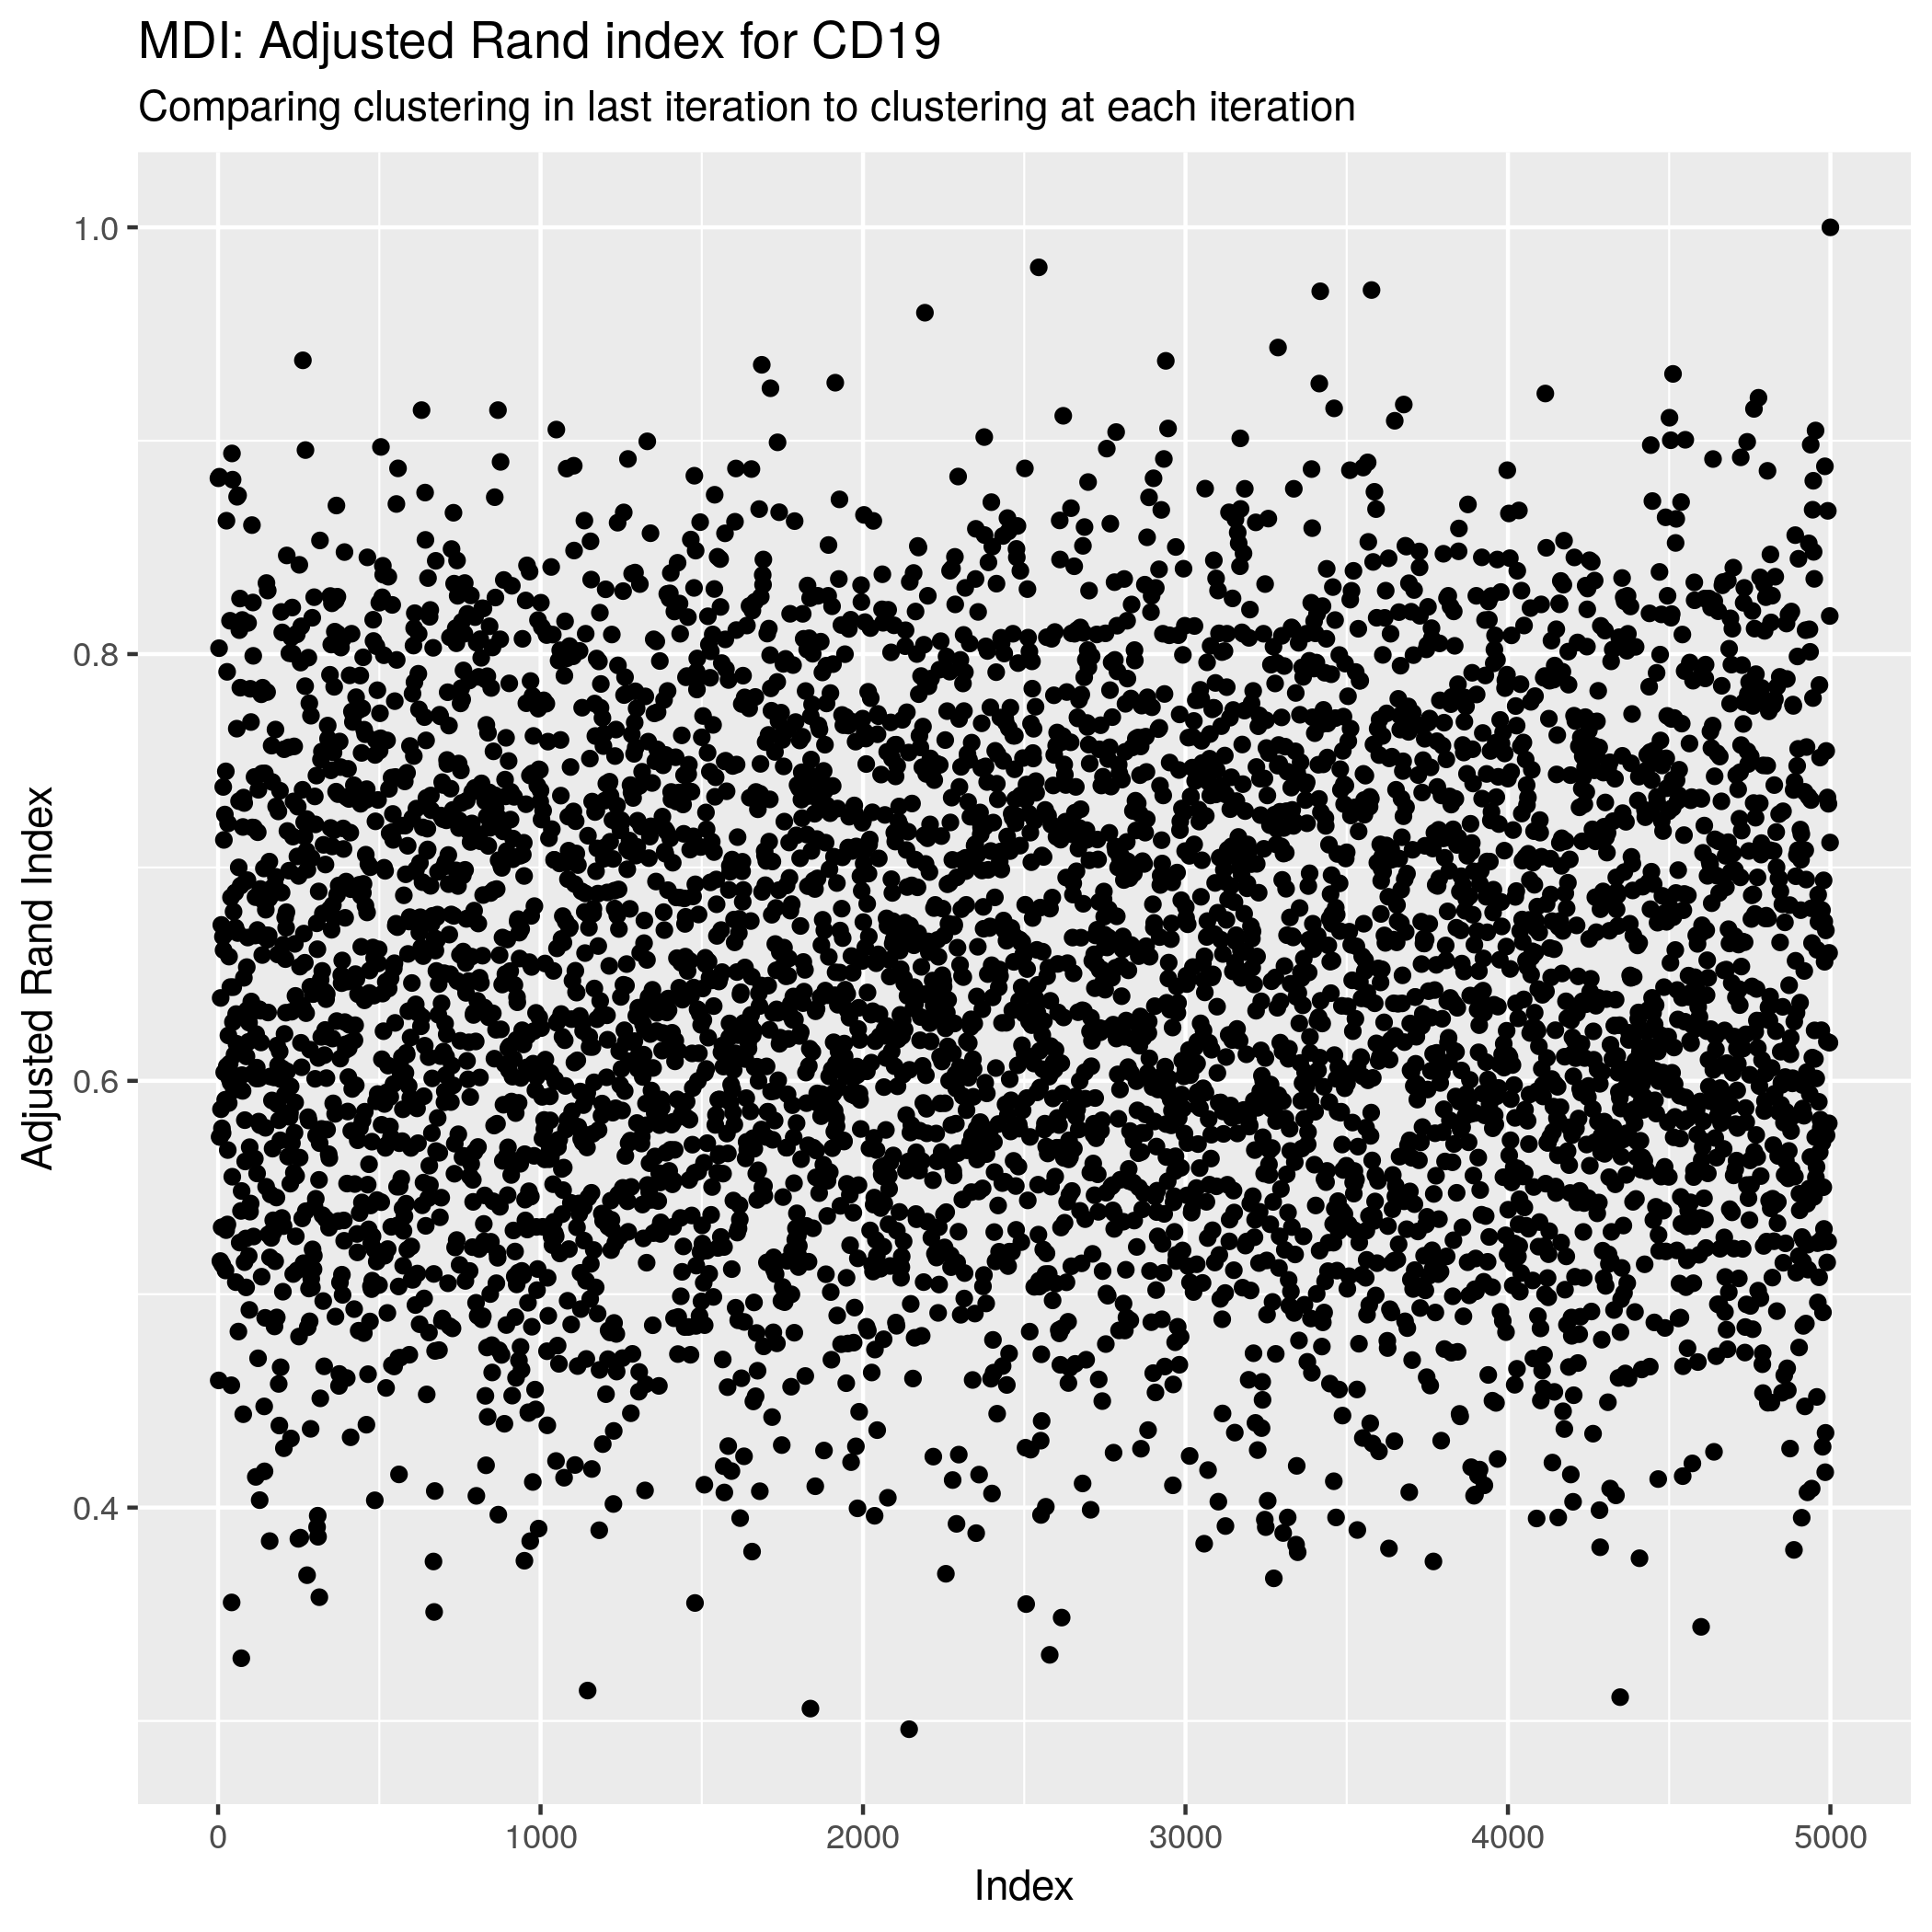 MDI: Adjusted Rand index for CD19
Comparing clustering in last iteration to clustering at each iteration
Adjusted Rand Index
1.0
0.8
0.6
0.4
0 1000 2000 3000 4000 5000
Index